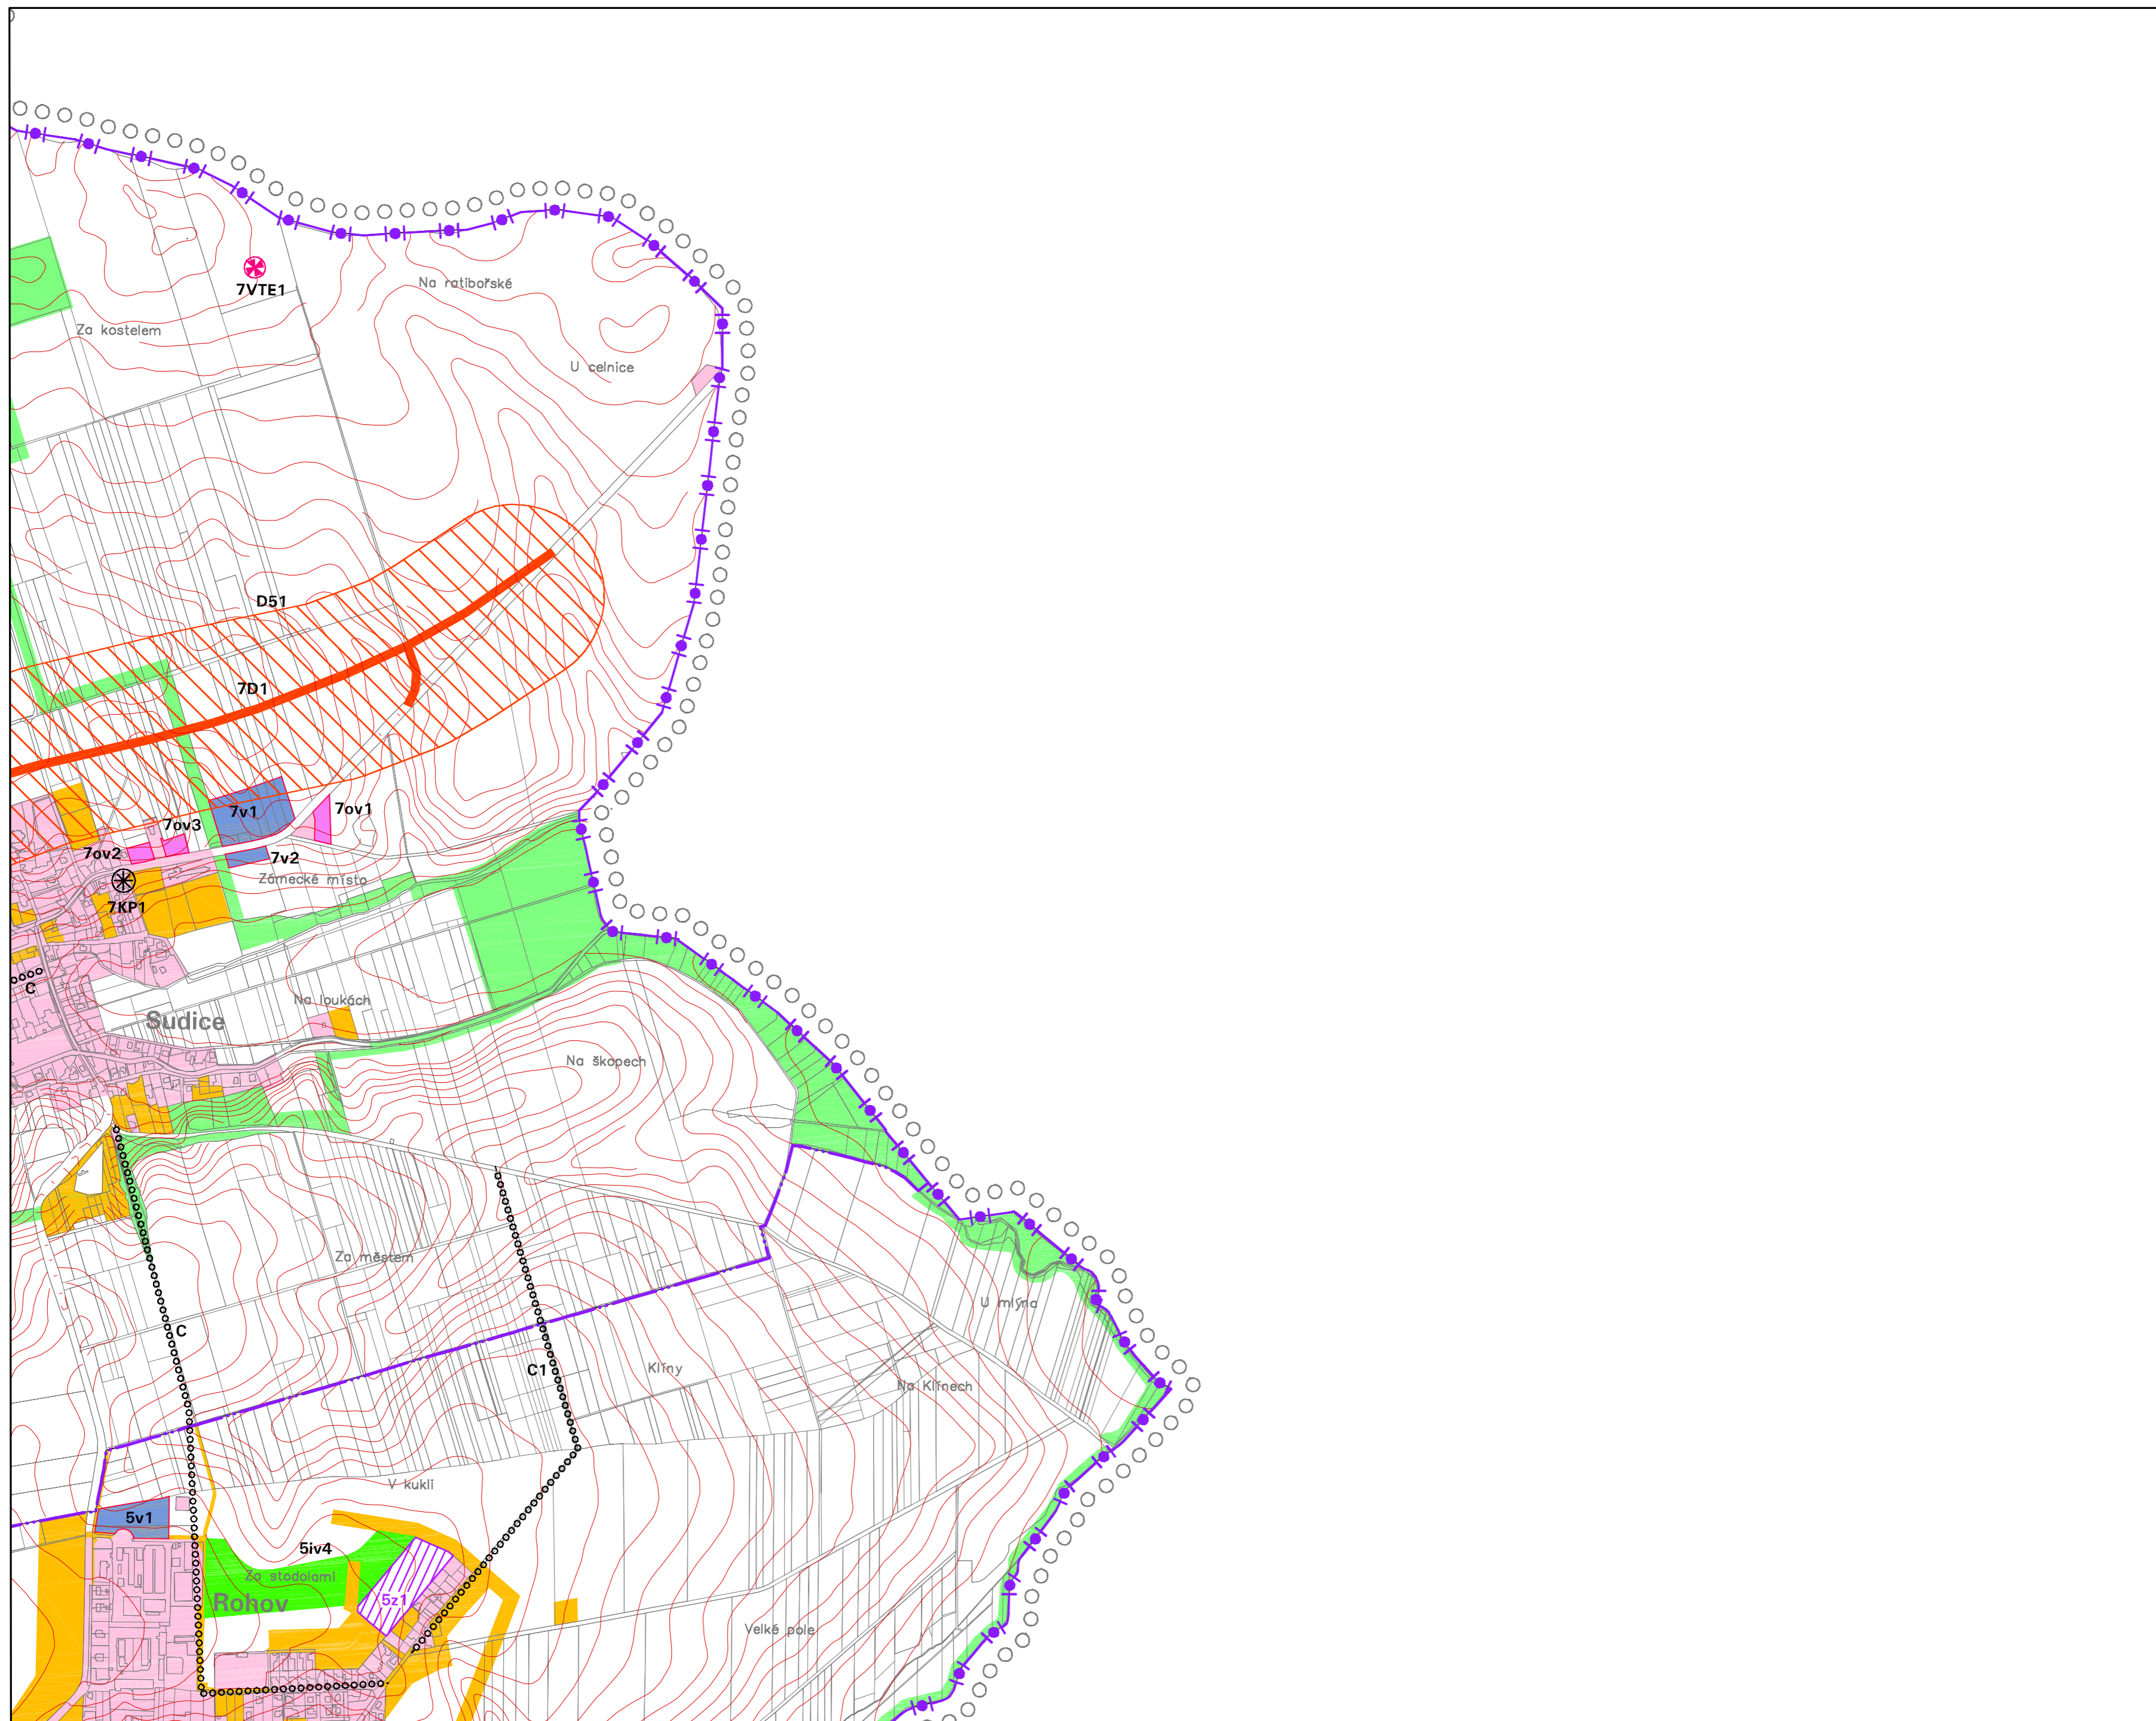 Na ratibořské
7VTE1
Za kostelem
U celnice
D51
7D1
7ov1
7v1
7ov3
7ov2
7v2
Zámecké místo
7KP1
C
Na loukách
Sudice
Na škopech
Za městem
U mlýna
C
C1
Klíny
Na Klínech
V kukli
5v1
5iv4
Za stodolami
5z1
Rohov
Velké pole